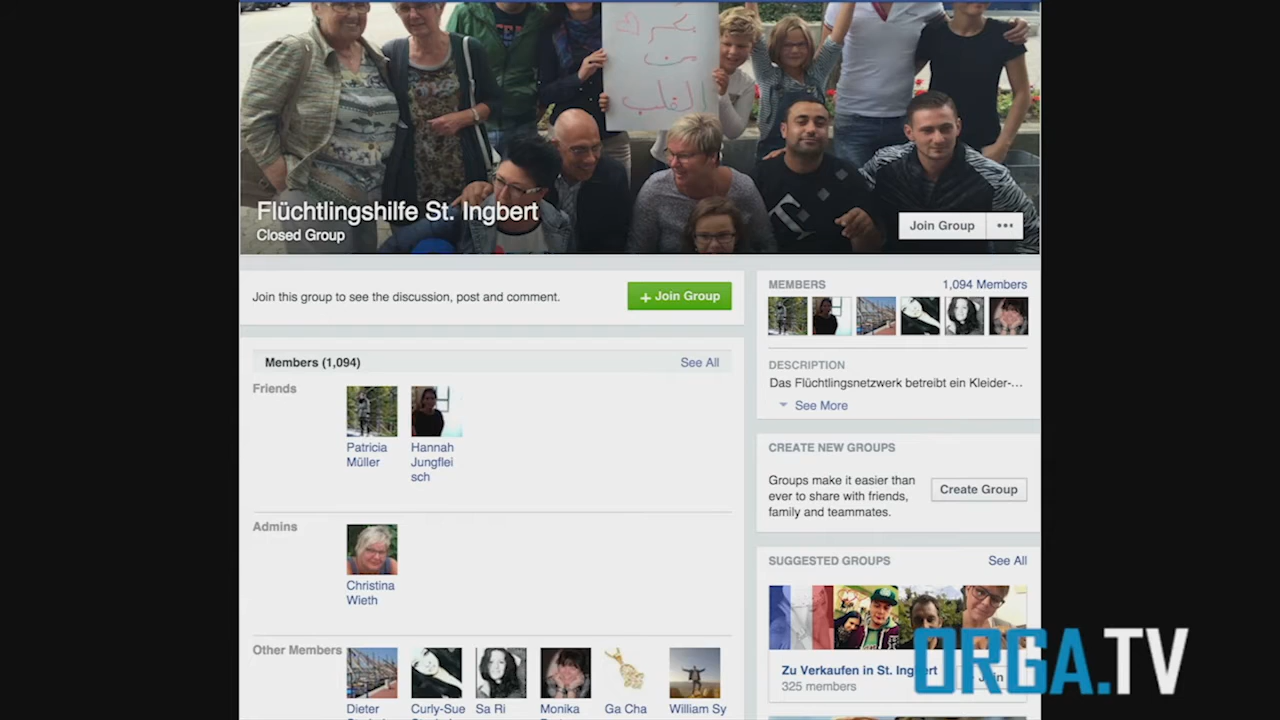 بكم
من
القلب
Flüchtlingshilfe St. Ingbert
Closed Group
Join Group
Join this group to see the discussion, post and comment.
+ Join Group
MEMBERS
1,094 Members
Members (1,094)
See All
DESCRIPTION
Das Flüchtlingsnetzwerk betreibt ein Kleider-...
See More
Friends
Patricia
Müller
Hannah
Jungflei
sch
CREATE NEW GROUPS
Groups make it easier than
ever to share with friends,
family and teammates.
Create Group
Admins
Christina
Wieth
SUGGESTED GROUPS
See All
Zu Verkaufen in St. Ingbert
325 members
Join
Other Members
Dieter
Curly-Sue
Sa Ri
Monika
Ga Cha
William Sy
ORGA.TV